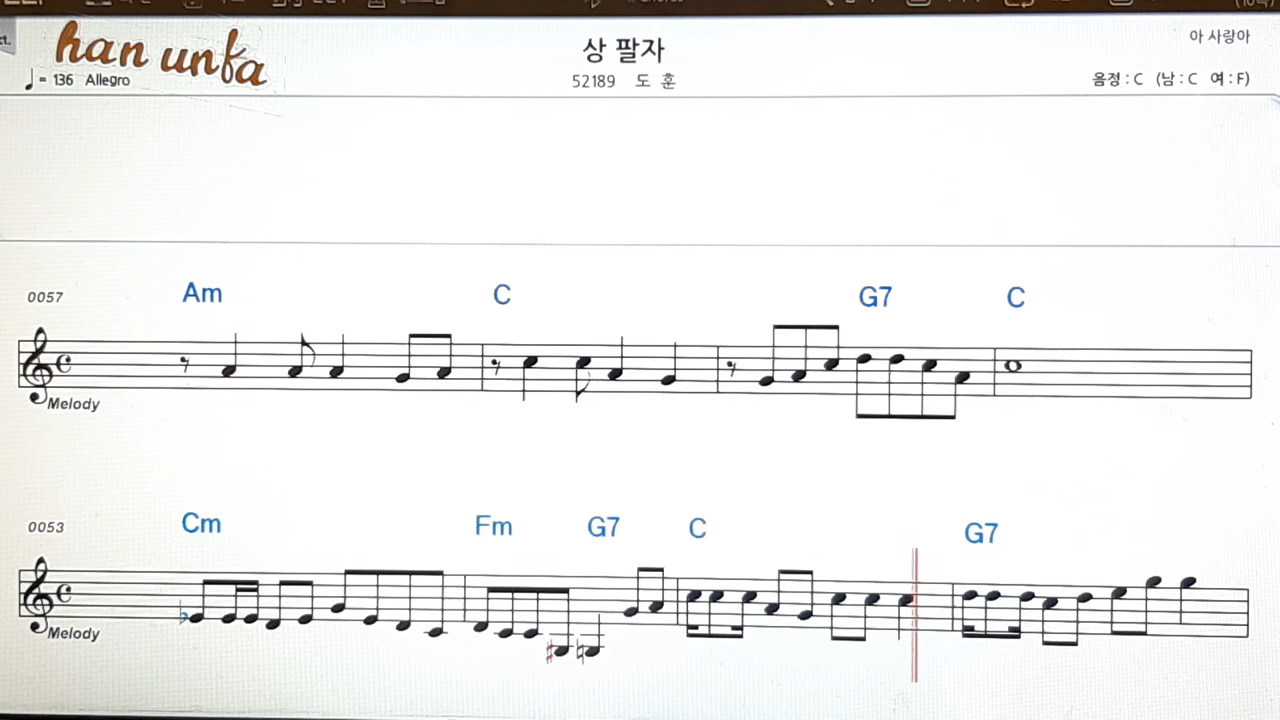 han unfa
아 사랑아
상 팔자
♩= 136 Allegro
52189 도 훈
음정 : C (남 : C 여 : F)
0057 Am C G7 C
Melody
0053 Cm Fm G7 C G7
Melody